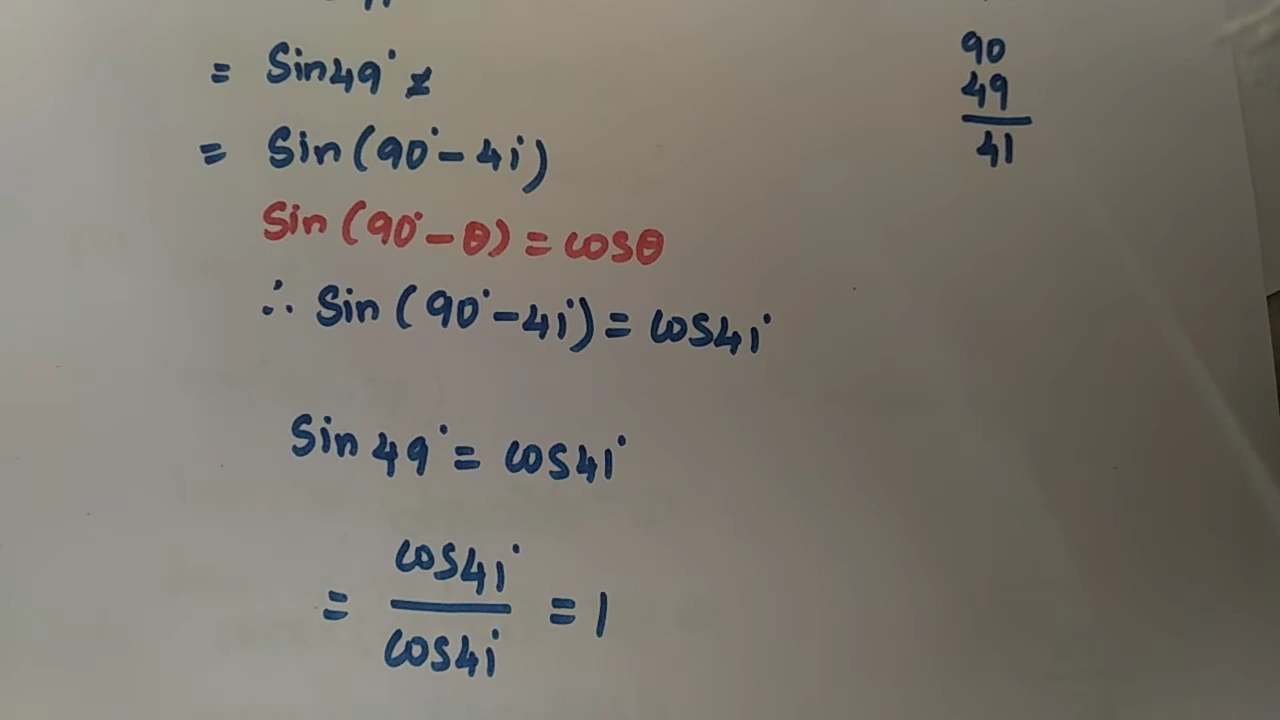 = Sin49°
= Sin(90°-41°)
Sin(90°-θ)=cosθ
∴ Sin(90°-41°)=cos41°
Sin 49° = cos41°
= cos41° / cos41° = 1
90
49
41